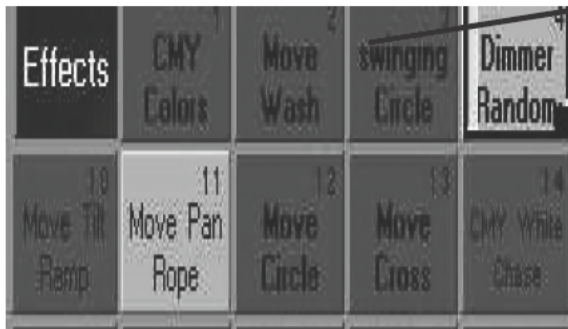 Effects
1
CMY
Colors
2
Move
Wash
3
swinging
Circle
4
Dimmer
Random
10
Move Tilt
Ramp
11
Move Pan
Rope
12
Move
Circle
13
Move
Cross
14
CMY White
Chase